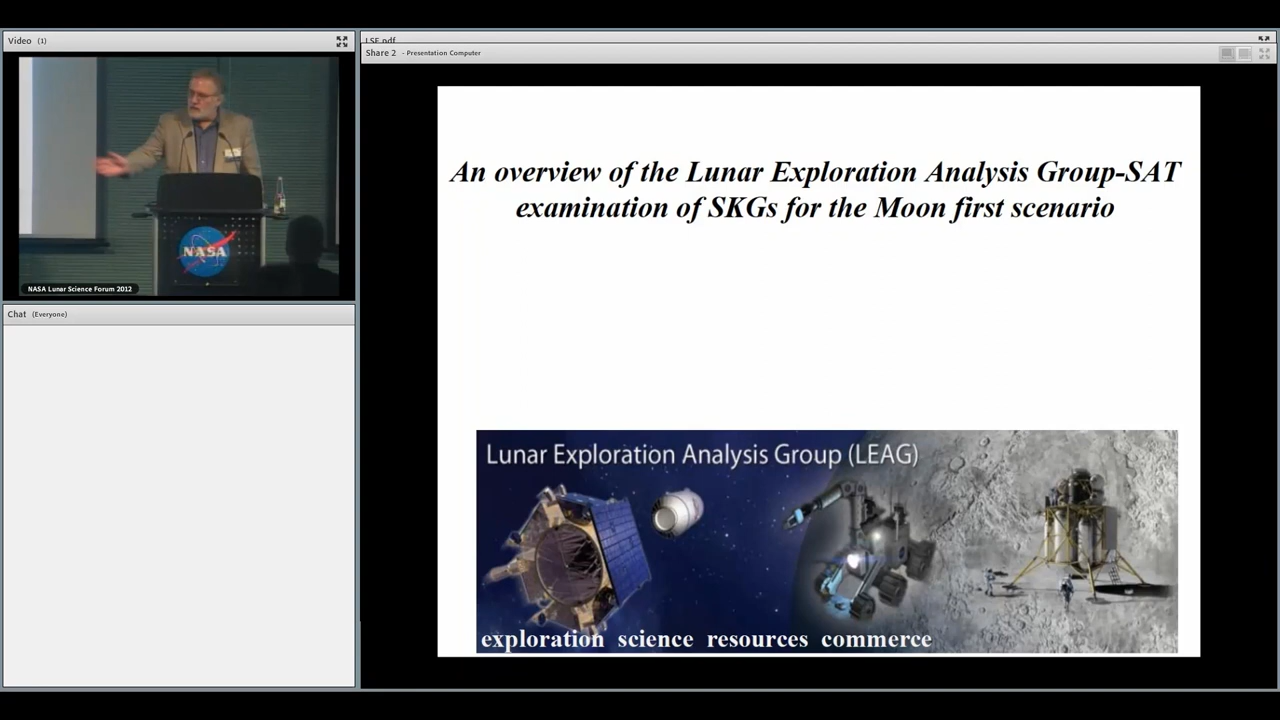 Video (1)
NASA
NASA Lunar Science Forum 2012
Chat (Everyone)
LSF.pdf
Share 2 - Presentation Computer
An overview of the Lunar Exploration Analysis Group-SAT
examination of SKGs for the Moon first scenario
Lunar Exploration Analysis Group (LEAG)
exploration science resources commerce